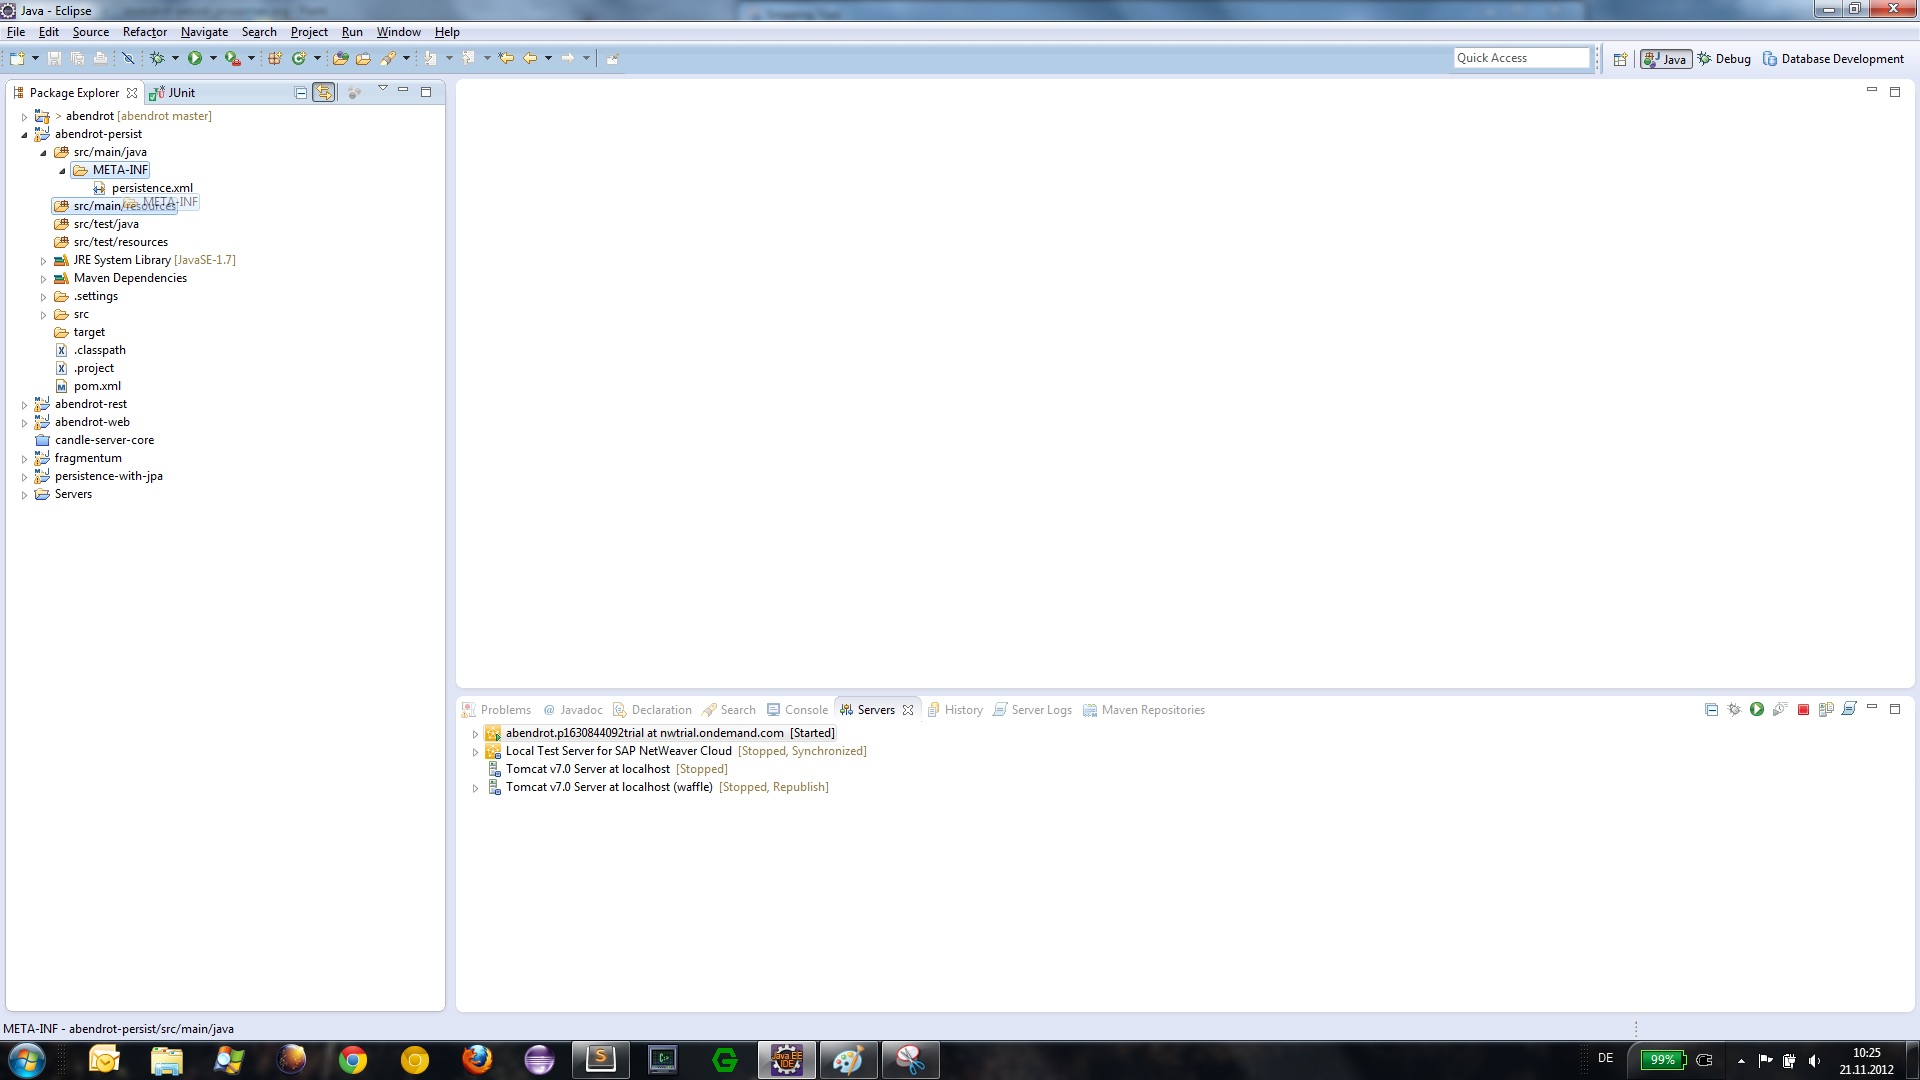 Java - Eclipse
File Edit Source Refactor Navigate Search Project Run Window Help
Quick Access
Java Debug Database Development
Package Explorer JUnit
> abendrot [abendrot master]
abendrot-persist
src/main/java
META-INF
persistence.xml
src/main/resources META-INF
src/test/java
src/test/resources
JRE System Library [JavaSE-1.7]
Maven Dependencies
.settings
src
target
.classpath
.project
pom.xml
abendrot-rest
abendrot-web
candle-server-core
fragmentum
persistence-with-jpa
Servers
Problems @ Javadoc Declaration Search Console Servers History Server Logs Maven Repositories
abendrot.p1630844092trial at nwtrial.ondemand.com [Started]
Local Test Server for SAP NetWeaver Cloud [Stopped, Synchronized]
Tomcat v7.0 Server at localhost [Stopped]
Tomcat v7.0 Server at localhost (waffle) [Stopped, Republish]
META-INF - abendrot-persist/src/main/java
Java EE IDE
DE 99% 10:25
21.11.2012